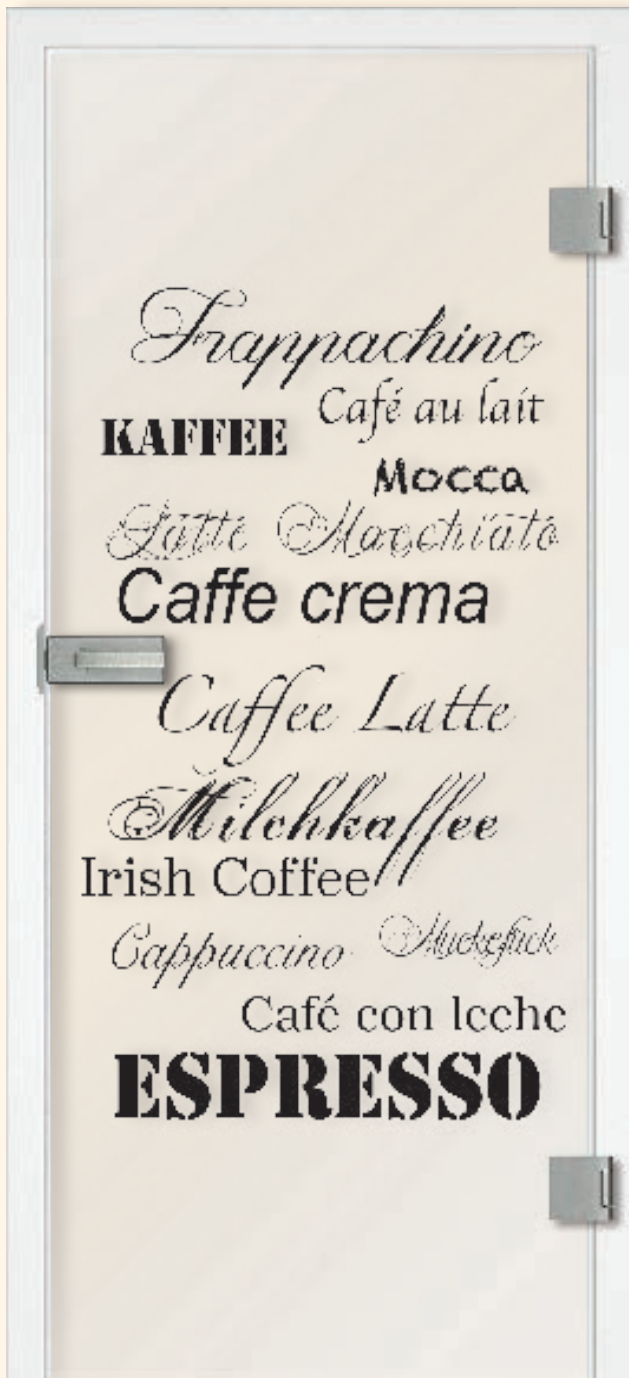 Frappachino
Café au lait
KAFFEE
Mocca
Latte Macchiato
Caffe crema
Caffee Latte
Milchkaffee
Irish Coffee
Cappuccino Muckefuck
Café con leche
ESPRESSO